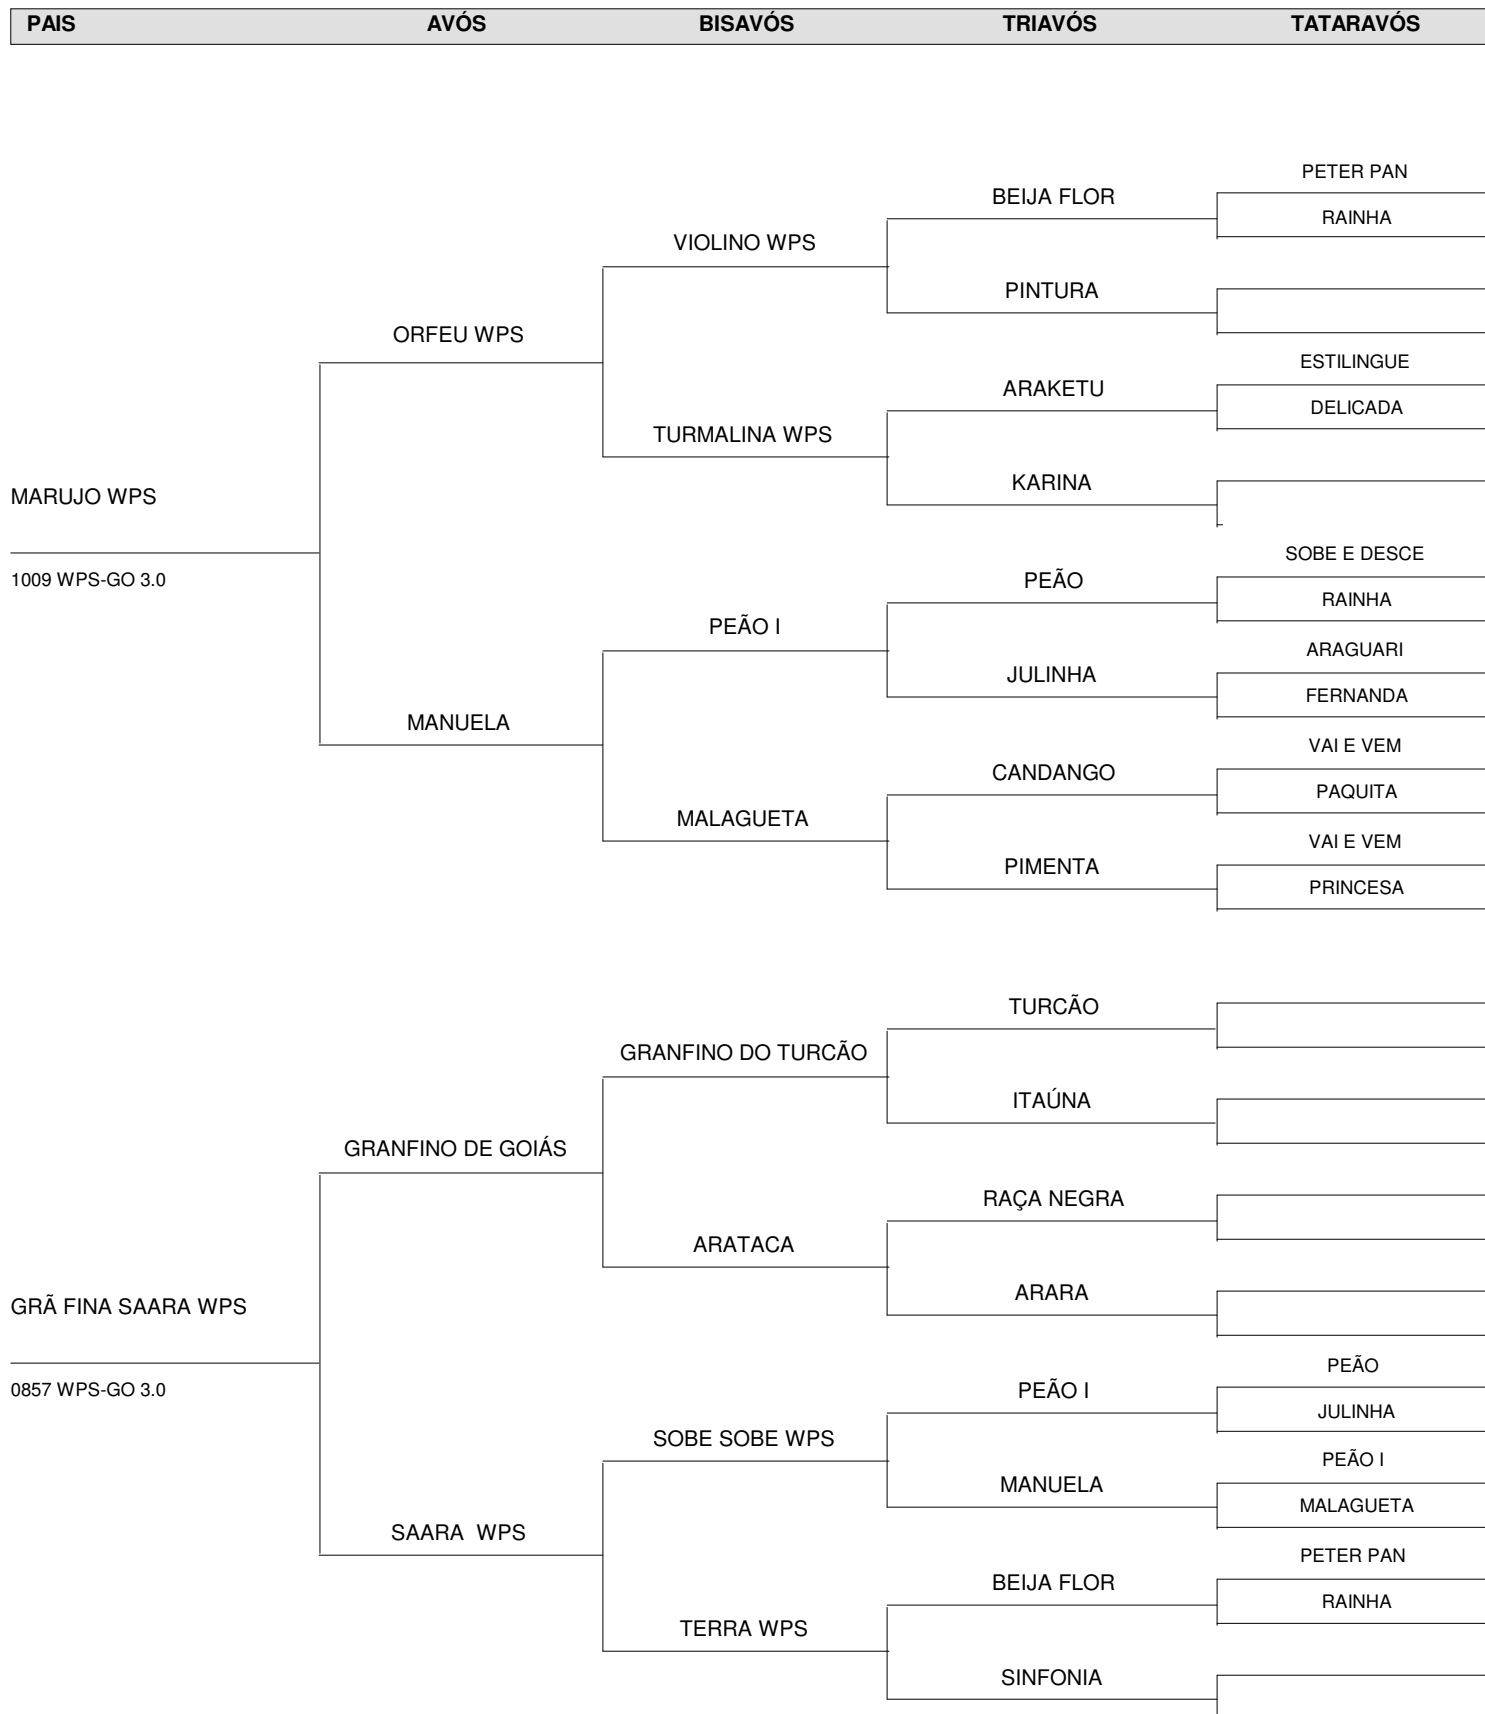 PAIS AVÓS BISAVÓS TRIAVÓS TATARAVÓS
PETER PAN
BEIJA FLOR
RAINHA
VIOLINO WPS
PINTURA
ORFEU WPS
ESTILINGUE
ARAKETU
DELICADA
TURMALINA WPS
KARINA
MARUJO WPS
SOBE E DESCE
1009 WPS-GO 3.0
PEÃO
RAINHA
PEÃO I
ARAGUARI
JULINHA
FERNANDA
MANUELA
VAI E VEM
CANDANGO
PAQUITA
MALAGUETA
VAI E VEM
PIMENTA
PRINCESA
TURCÃO
GRANFINO DO TURCÃO
ITAÚNA
GRANFINO DE GOIÁS
RAÇA NEGRA
ARATACA
ARARA
GRÃ FINA SAARA WPS
PEÃO
0857 WPS-GO 3.0
PEÃO I
JULINHA
SOBE SOBE WPS
PEÃO I
MANUELA
MALAGUETA
SAARA WPS
PETER PAN
BEIJA FLOR
RAINHA
TERRA WPS
SINFONIA